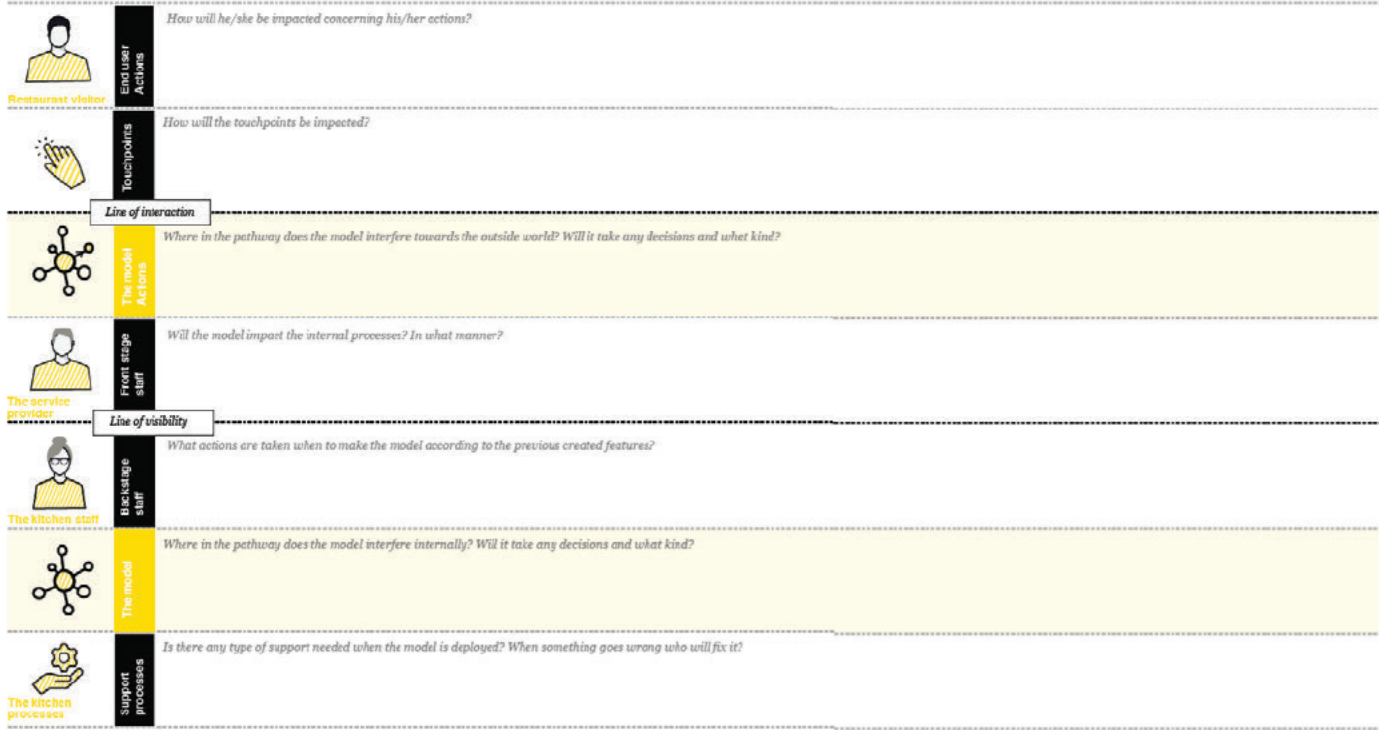 How will he/she be impacted concerning his/her actions?
End user
Actions
Restaurant visitor
How will the touchpoints be impacted?
Touchpoints
Line of interaction
Where in the pathway does the model interfere towards the outside world? Will it take any decisions and what kind?
The model
Actions
Will the model impact the internal processes? In what manner?
Front stage
staff
The service
provider
Line of visibility
What actions are taken when to make the model according to the previous created features?
Backstage
staff
The kitchen staff
Where in the pathway does the model interfere internally? Will it take any decisions and what kind?
The model
Is there any type of support needed when the model is deployed? When something goes wrong who will fix it?
Support
processes
The kitchen
processes